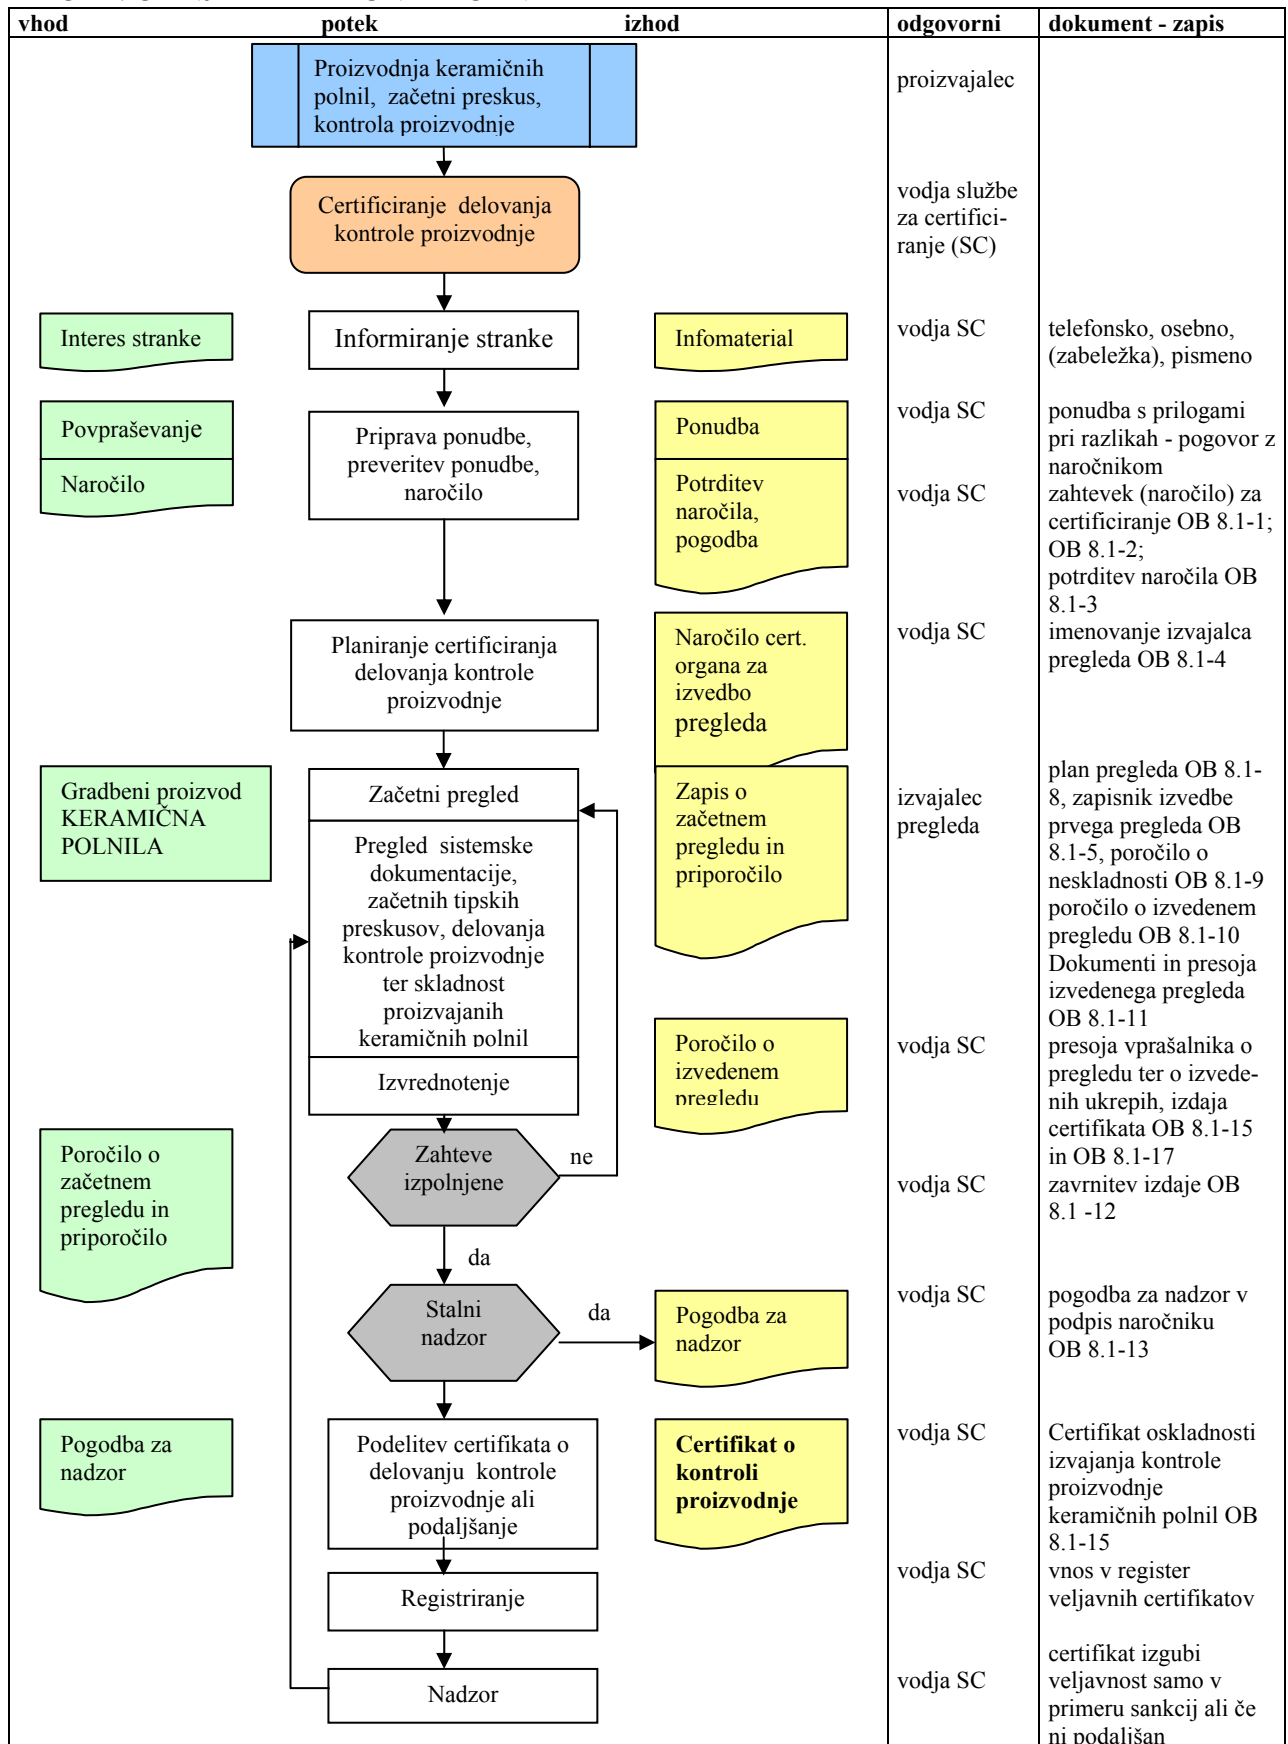 vhod potek izhod odgovorni dokument - zapis
Proizvodnja keramičnih
polnil, začetni preskus,
kontrola proizvodnje
proizvajalec
Certificiranje delovanja
kontrole proizvodnje
vodja službe
za certifici-
ranje (SC)
Interes stranke
Informiranje stranke
Infomaterial
vodja SC
telefonsko, osebno,
(zabeležka), pismeno
Povpraševanje
Naročilo
Priprava ponudbe,
preveritev ponudbe,
naročilo
Ponudba
Potrditev
naročila,
pogodba
vodja SC
vodja SC
ponudba s prilogami
pri razlikah - pogovor z
naročnikom
zahtevek (naročilo) za
certificiranje OB 8.1-1;
OB 8.1-2;
potrditev naročila OB
8.1-3
Planiranje certificiranja
delovanja kontrole
proizvodnje
Naročilo cert.
organa za
izvedbo
pregleda
vodja SC
imenovanje izvajalca
pregleda OB 8.1-4
Gradbeni proizvod
KERAMIČNA
POLNILA
Začetni pregled
Pregled sistemske
dokumentacije,
začetnih tipskih
preskusov, delovanja
kontrole proizvodnje
ter skladnost
proizvajanih
keramičnih polnil
Izvrednotenje
Zapis o
začetnem
pregledu in
priporočilo
izvajalec
pregleda
plan pregleda OB 8.1-
8, zapisnik izvedbe
prvega pregleda OB
8.1-5, poročilo o
neskladnosti OB 8.1-9
poročilo o izvedenem
pregledu OB 8.1-10
Dokumenti in presoja
izvedenega pregleda
OB 8.1-11
Poročilo o
izvedenem
pregledu
vodja SC
presoja vprašalnika o
pregledu ter o izvede-
nih ukrepih, izdaja
certifikata OB 8.1-15
in OB 8.1-17
Poročilo o
začetnem
pregledu in
priporočilo
Zahteve
izpolnjene
ne
da
vodja SC
zavrnitev izdaje OB
8.1 -12
Stalni
nadzor
da
Pogodba za
nadzor
vodja SC
pogodba za nadzor v
podpis naročniku
OB 8.1-13
Pogodba za
nadzor
Podelitev certifikata o
delovanju kontrole
proizvodnje ali
podaljšanje
Certifikat o
kontroli
proizvodnje
vodja SC
Certifikat oskladnosti
izvajanja kontrole
proizvodnje
keramičnih polnil OB
8.1-15
Registriranje
vodja SC
vnos v register
veljavnih certifikatov
Nadzor
vodja SC
certifikat izgubi
veljavnost samo v
primeru sankcij ali če
ni podaljšan